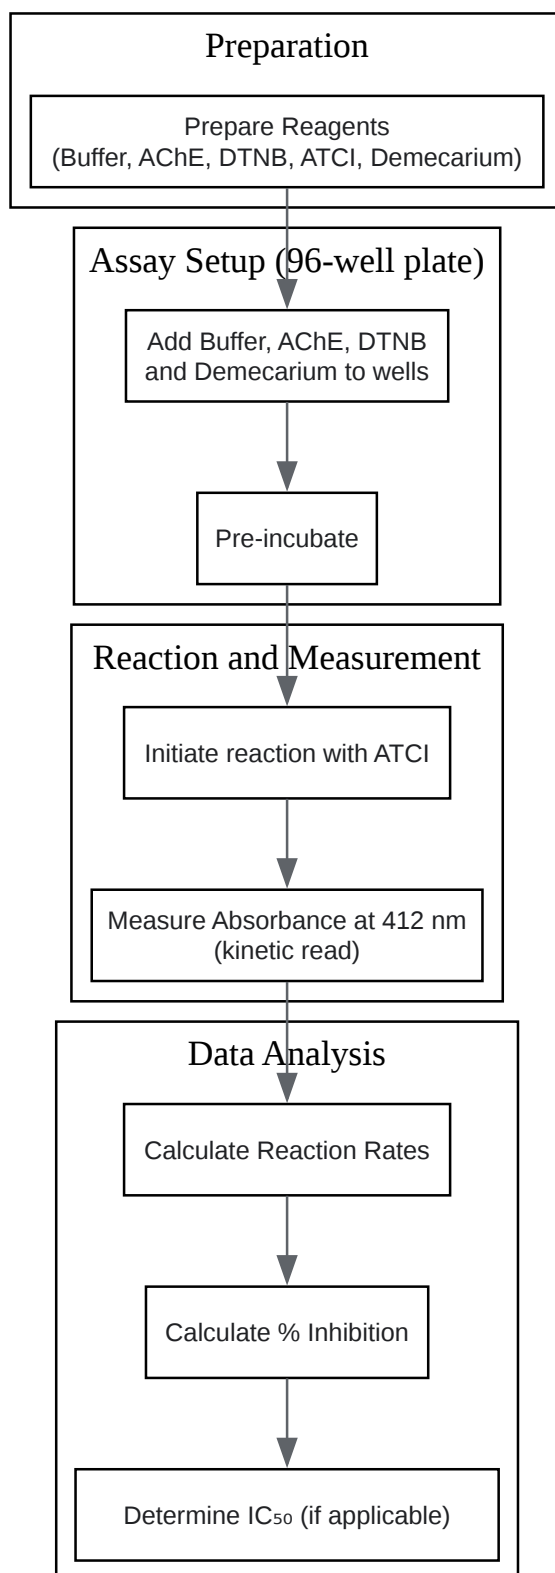 Preparation
Prepare Reagents
(Buffer, AChE, DTNB, ATCI, Demecarium)
Assay Setup (96-well plate)
Add Buffer, AChE, DTNB
and Demecarium to wells
Pre-incubate
Reaction and Measurement
Initiate reaction with ATCI
Measure Absorbance at 412 nm
(kinetic read)
Data Analysis
Calculate Reaction Rates
Calculate % Inhibition
Determine IC₅₀ (if applicable)